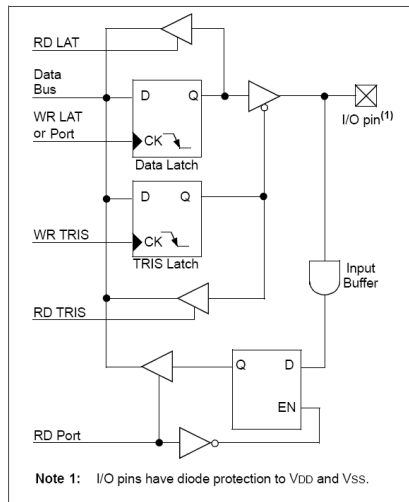 RD LAT
Data
Bus
D
Q
WR LAT
or Port
CK
Data Latch
I/O pin(1)
D
Q
WR TRIS
CK
TRIS Latch
Input
Buffer
RD TRIS
Q
D
EN
RD Port
Note 1: I/O pins have diode protection to VDD and VSS.